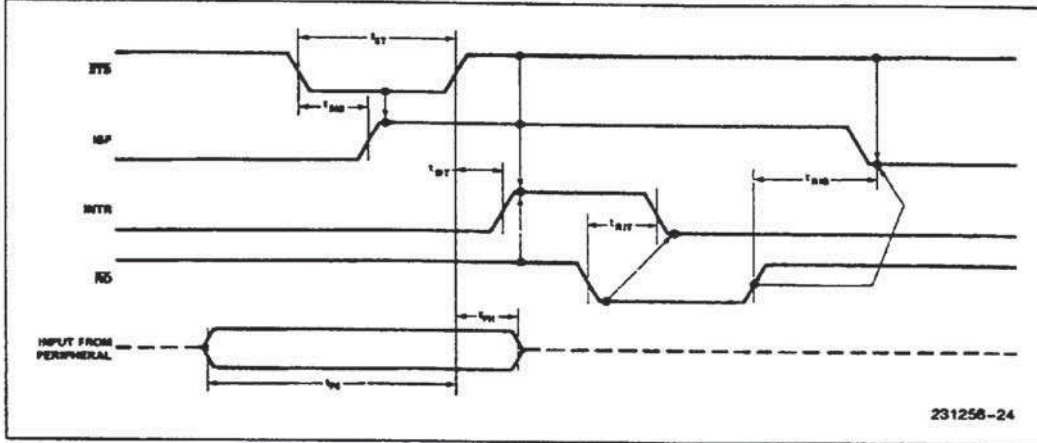 tST
STB
tSIB
IBF
tSIT
tRIB
INTR
tRIT
RD
tPH
INPUT FROM
PERIPHERAL
tPS
231256-24